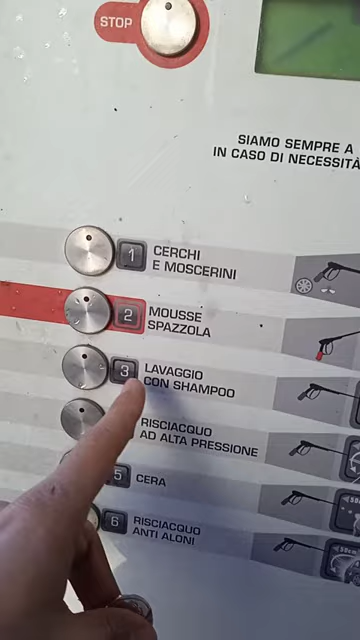 STOP
SIAMO SEMPRE A
IN CASO DI NECESSITÀ
1 CERCHI
E MOSCERINI
2 MOUSSE
SPAZZOLA
3 LAVAGGIO
CON SHAMPOO
RISCIACQUO
AD ALTA PRESSIONE
5 CERA
6 RISCIACQUO
ANTI ALONI